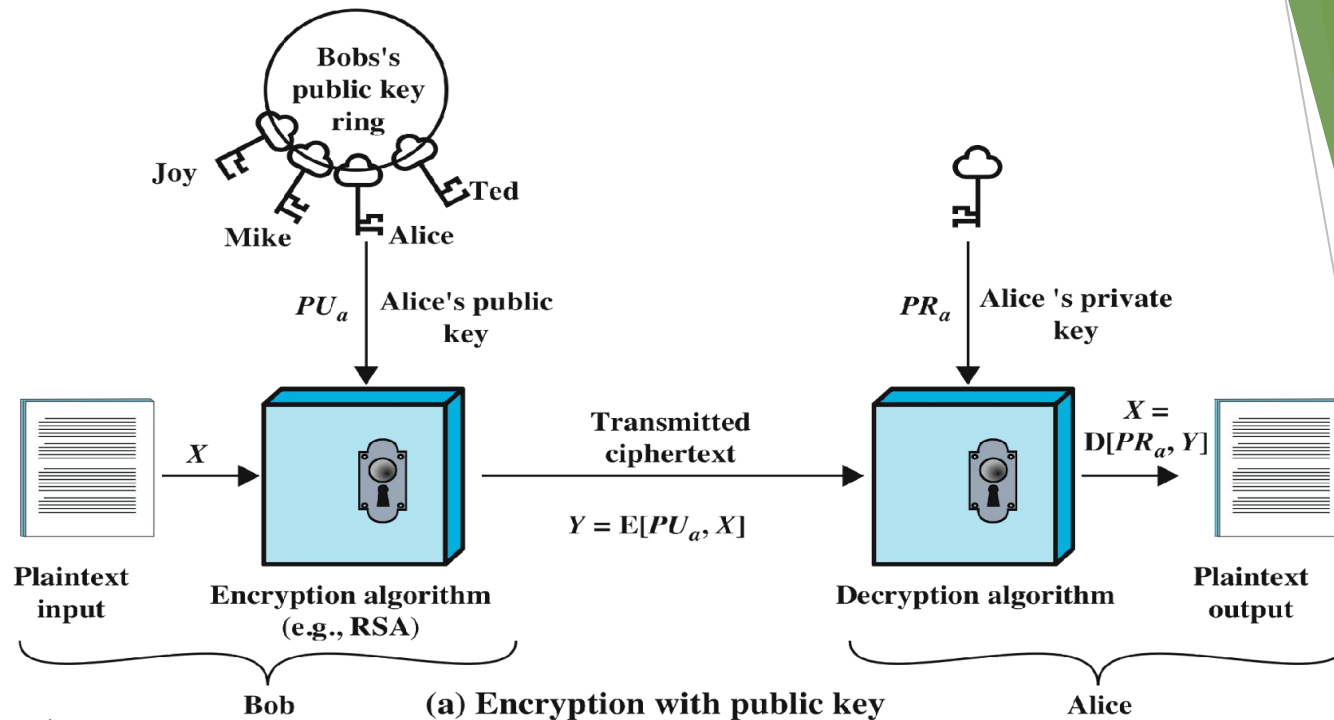 Bobs's
public key
ring
Joy
Ted
Mike
Alice
PUa
Alice's public
key
PRa
Alice 's private
key
X
Transmitted
ciphertext
X =
D[PRa, Y]
Y = E[PUa, X]
Plaintext
input
Encryption algorithm
(e.g., RSA)
Decryption algorithm
Plaintext
output
Bob
(a) Encryption with public key
Alice